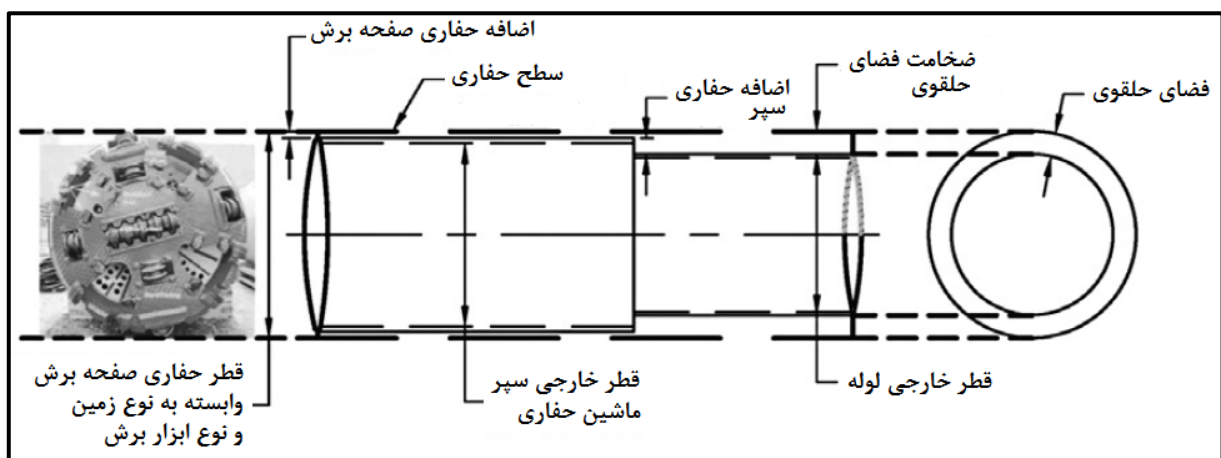 اضافه حفاری صفحه برش
سطح حفاری
اضافه حفاری
سپر
ضخامت فضای
حلقوی
فضای حلقوی
قطر حفاری صفحه برش
وابسته به نوع زمین
و نوع ابزار برش
قطر خارجی سپر
ماشین حفاری
قطر خارجی لوله